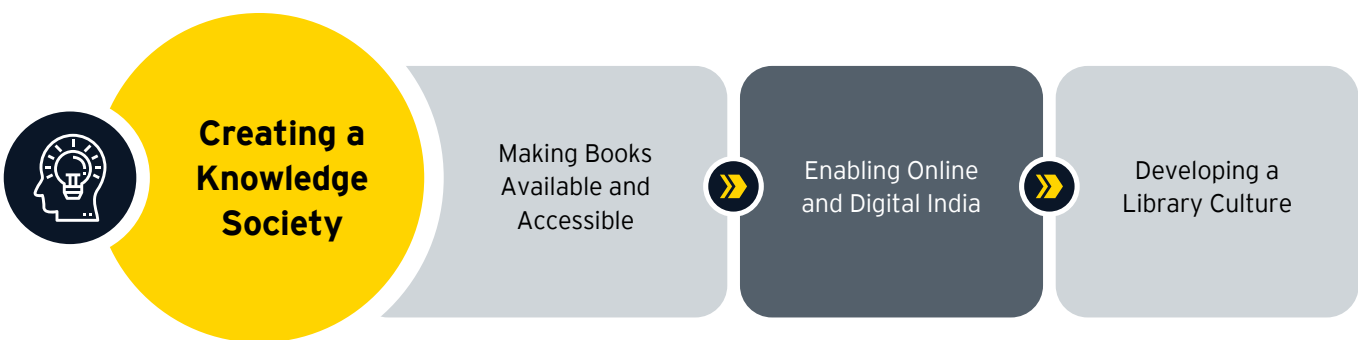 Creating a
Knowledge
Society
Making Books
Available and
Accessible
Enabling Online
and Digital India
Developing a
Library Culture